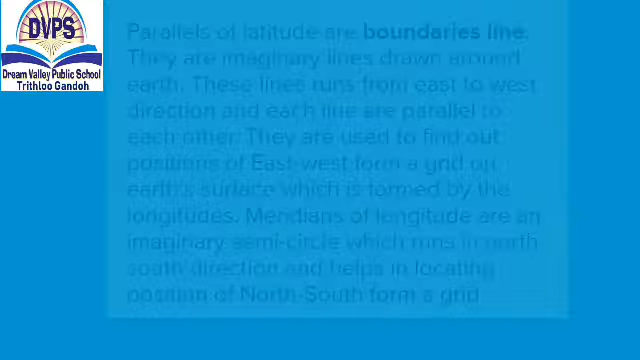 DVPS
Dream Valley Public School
Trithloo Gandoh
Parallels of latitude are boundaries line.
They are imaginary lines drawn around
earth. These lines runs from east to west
direction and each line are parallel to
each other. They are used to find out
positions of East-west form a grid on
earth's surface which is formed by the
longitudes. Meridians of longitude are an
imaginary semi-circle which runs in north
south direction and helps in locating
position of North-South form a grid